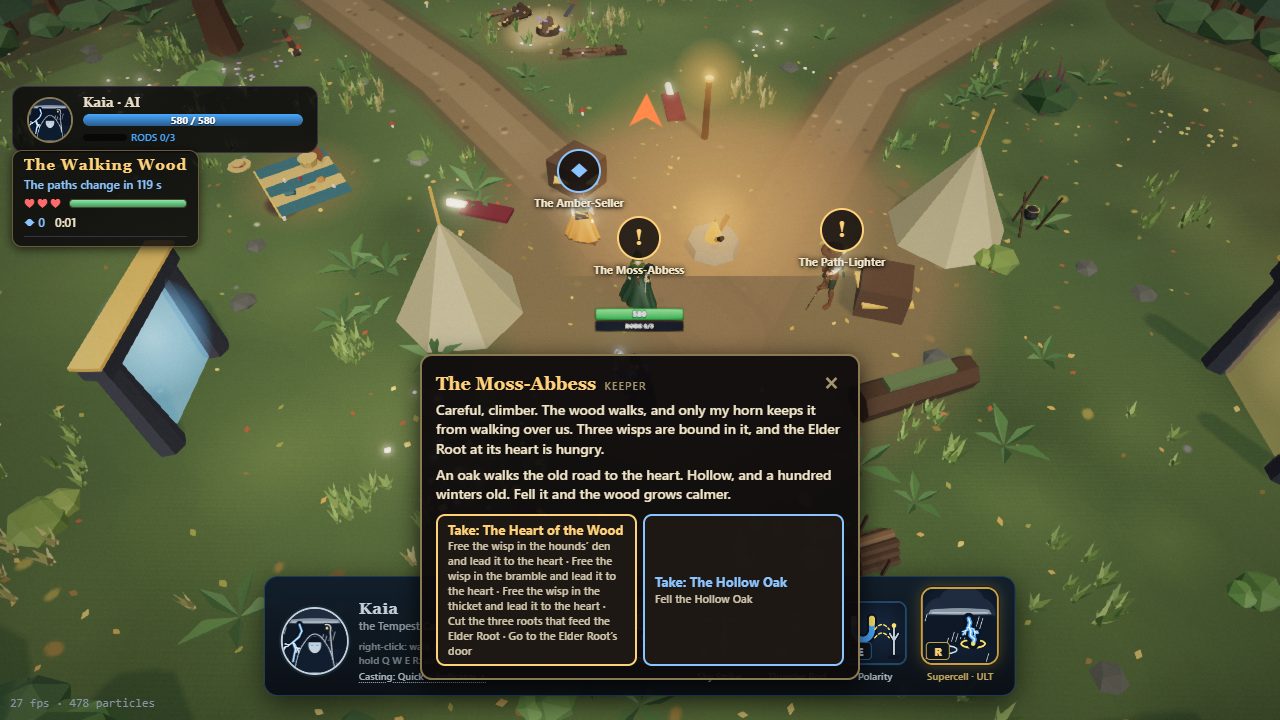 Kaia · AI
580 / 580
RODS 0/3
The Walking Wood
The paths change in 119 s
0 0:01
The Amber-Seller
!
The Moss-Abbess
!
The Path-Lighter
580
RODS 0/3
The Moss-Abbess KEEPER ×
Careful, climber. The wood walks, and only my horn keeps it
from walking over us. Three wisps are bound in it, and the Elder
Root at its heart is hungry.
An oak walks the old road to the heart. Hollow, and a hundred
winters old. Fell it and the wood grows calmer.
Take: The Heart of the Wood
Free the wisp in the hounds’ den
and lead it to the heart · Free the
wisp in the bramble and lead it to
the heart · Free the wisp in the
thicket and lead it to the heart ·
Cut the three roots that feed the
Elder Root · Go to the Elder Root’s
door
Take: The Hollow Oak
Fell the Hollow Oak
Kaia
the Tempest
right-click:
hold Q W E R
Casting: Quick
E
Polarity
R
Supercell · ULT
27 fps · 478 particles